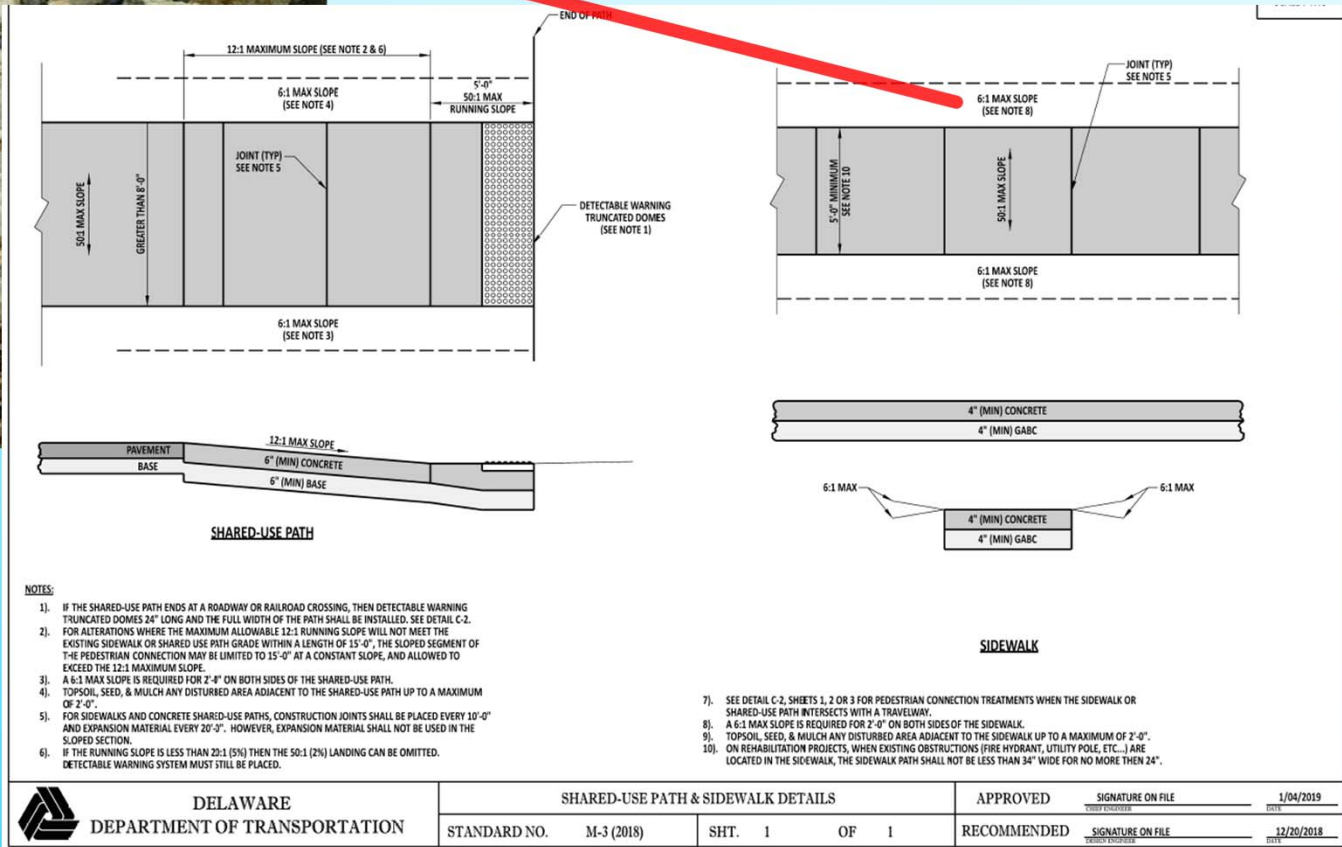 END OF PATH
12:1 MAXIMUM SLOPE (SEE NOTE 2 & 6)
6:1 MAX SLOPE
(SEE NOTE 4)
5'-0"
50:1 MAX
RUNNING SLOPE
JOINT (TYP)
SEE NOTE 5
50:1 MAX SLOPE
GREATER THAN 8'-0"
DETECTABLE WARNING
TRUNCATED DOMES
(SEE NOTE 1)
6:1 MAX SLOPE
(SEE NOTE 3)
JOINT (TYP)
SEE NOTE 5
6:1 MAX SLOPE
(SEE NOTE 8)
5'-0" MINIMUM
SEE NOTE 10
50:1 MAX SLOPE
6:1 MAX SLOPE
(SEE NOTE 8)
12:1 MAX SLOPE
PAVEMENT
6" (MIN) CONCRETE
BASE
6" (MIN) BASE
SHARED-USE PATH
4" (MIN) CONCRETE
4" (MIN) GABC
6:1 MAX
6:1 MAX
4" (MIN) CONCRETE
4" (MIN) GABC
SIDEWALK
NOTES:
1). IF THE SHARED-USE PATH ENDS AT A ROADWAY OR RAILROAD CROSSING, THEN DETECTABLE WARNING
TRUNCATED DOMES 24" LONG AND THE FULL WIDTH OF THE PATH SHALL BE INSTALLED. SEE DETAIL C-2.
2). FOR ALTERATIONS WHERE THE MAXIMUM ALLOWABLE 12:1 RUNNING SLOPE WILL NOT MEET THE
EXISTING SIDEWALK OR SHARED USE PATH GRADE WITHIN A LENGTH OF 15'-0", THE SLOPED SEGMENT OF
THE PEDESTRIAN CONNECTION MAY BE LIMITED TO 15'-0" AT A CONSTANT SLOPE, AND ALLOWED TO
EXCEED THE 12:1 MAXIMUM SLOPE.
3). A 6:1 MAX SLOPE IS REQUIRED FOR 2'-0" ON BOTH SIDES OF THE SHARED-USE PATH.
4). TOPSOIL, SEED, & MULCH ANY DISTURBED AREA ADJACENT TO THE SHARED-USE PATH UP TO A MAXIMUM
OF 2'-0".
5). FOR SIDEWALKS AND CONCRETE SHARED-USE PATHS, CONSTRUCTION JOINTS SHALL BE PLACED EVERY 10'-0"
AND EXPANSION MATERIAL EVERY 20'-0". HOWEVER, EXPANSION MATERIAL SHALL NOT BE USED IN THE
SLOPED SECTION.
6). IF THE RUNNING SLOPE IS LESS THAN 20:1 (5%) THEN THE 50:1 (2%) LANDING CAN BE OMITTED.
DETECTABLE WARNING SYSTEM MUST STILL BE PLACED.
7). SEE DETAIL C-2, SHEETS 1, 2 OR 3 FOR PEDESTRIAN CONNECTION TREATMENTS WHEN THE SIDEWALK OR
SHARED-USE PATH INTERSECTS WITH A TRAVELWAY.
8). A 6:1 MAX SLOPE IS REQUIRED FOR 2'-0" ON BOTH SIDES OF THE SIDEWALK.
9). TOPSOIL, SEED, & MULCH ANY DISTURBED AREA ADJACENT TO THE SIDEWALK UP TO A MAXIMUM OF 2'-0".
10). ON REHABILITATION PROJECTS, WHEN EXISTING OBSTRUCTIONS (FIRE HYDRANT, UTILITY POLE, ETC...) ARE
LOCATED IN THE SIDEWALK, THE SIDEWALK PATH SHALL NOT BE LESS THAN 34" WIDE FOR NO MORE THEN 24".
DELAWARE
DEPARTMENT OF TRANSPORTATION
SHARED-USE PATH & SIDEWALK DETAILS
STANDARD NO. M-3 (2018) SHT. 1 OF 1
APPROVED SIGNATURE ON FILE 1/04/2019
CHIEF ENGINEER DATE
RECOMMENDED SIGNATURE ON FILE 12/20/2018
DESIGN ENGINEER DATE